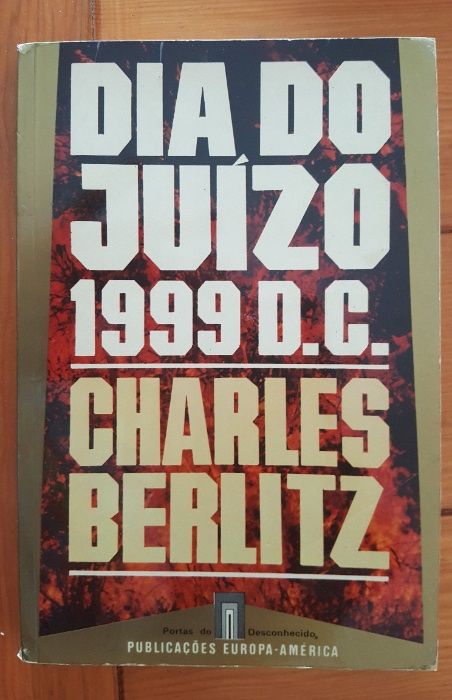 DIA DO
JUÍZO
1999 D.C.
CHARLES
BERLITZ
Portas do Desconhecido
PUBLICAÇÕES EUROPA-AMÉRICA